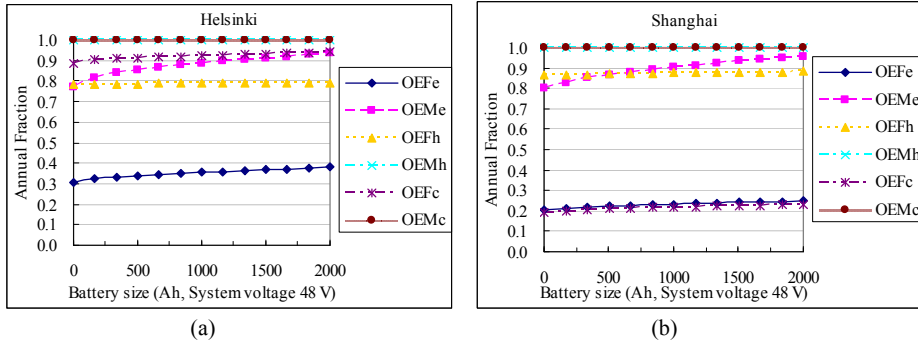 Helsinki
Annual Fraction
1.0
0.9
0.8
0.7
0.6
0.5
0.4
0.3
0.2
0.1
0.0
0 500 1000 1500 2000
Battery size (Ah, System voltage 48 V)
OEFe
OEMe
OEFh
OEMh
OEFc
OEMc
(a)
Shanghai
Annual Fraction
1.0
0.9
0.8
0.7
0.6
0.5
0.4
0.3
0.2
0.1
0.0
0 500 1000 1500 2000
Battery size (Ah, System voltage 48 V)
OEFe
OEMe
OEFh
OEMh
OEFc
OEMc
(b)